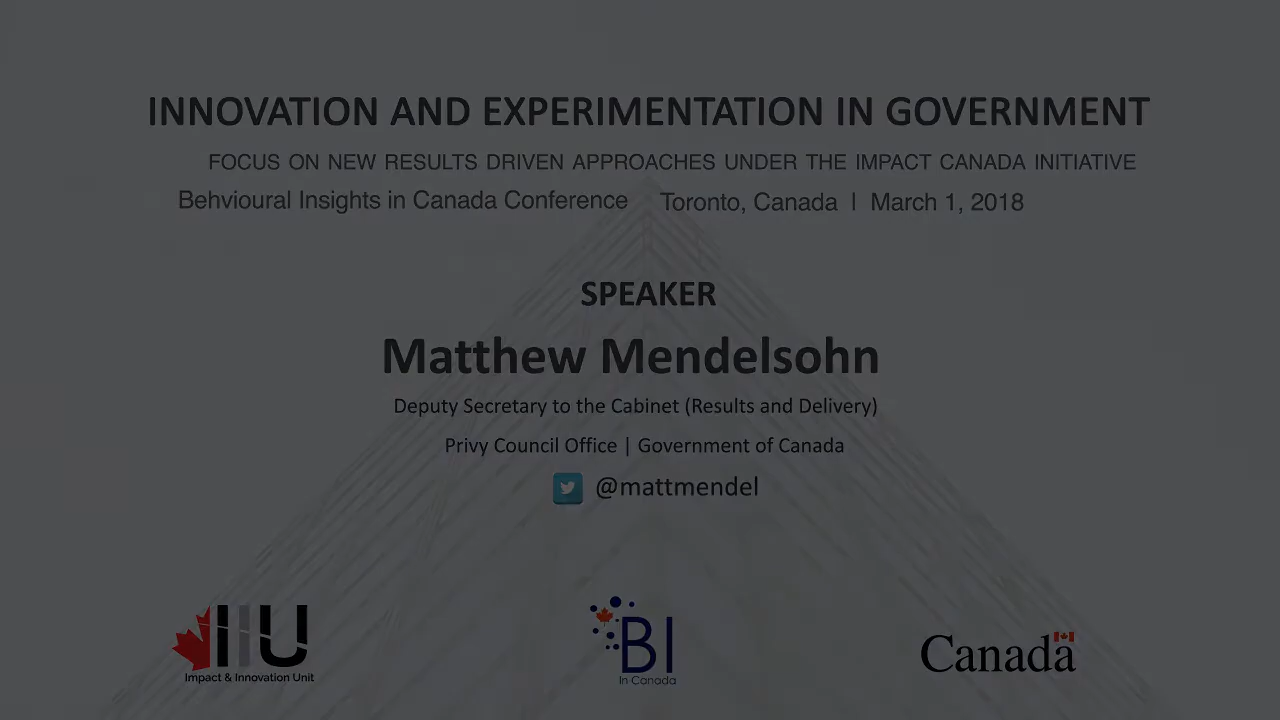 INNOVATION AND EXPERIMENTATION IN GOVERNMENT
FOCUS ON NEW RESULTS DRIVEN APPROACHES UNDER THE IMPACT CANADA INITIATIVE
Behvioural Insights in Canada Conference Toronto, Canada | March 1, 2018
SPEAKER
Matthew Mendelsohn
Deputy Secretary to the Cabinet (Results and Delivery)
Privy Council Office | Government of Canada
@mattmendel
IIU
Impact & Innovation Unit
BI
In Canada
Canada